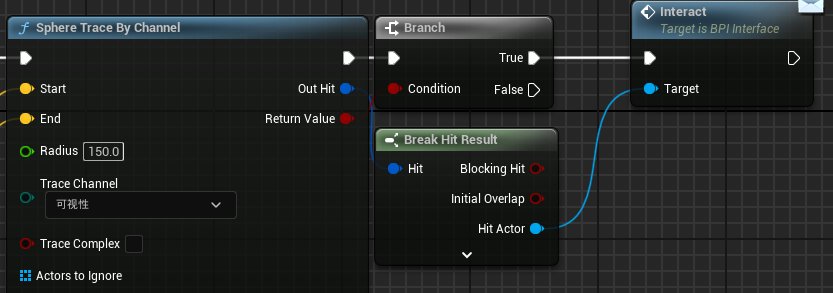 Sphere Trace By Channel
Start
End
Radius 150.0
Trace Channel
可视性
Trace Complex
Actors to Ignore
Out Hit
Return Value
Branch
Condition
True
False
Break Hit Result
Hit
Blocking Hit
Initial Overlap
Hit Actor
Interact
Target is BPI Interface
Target